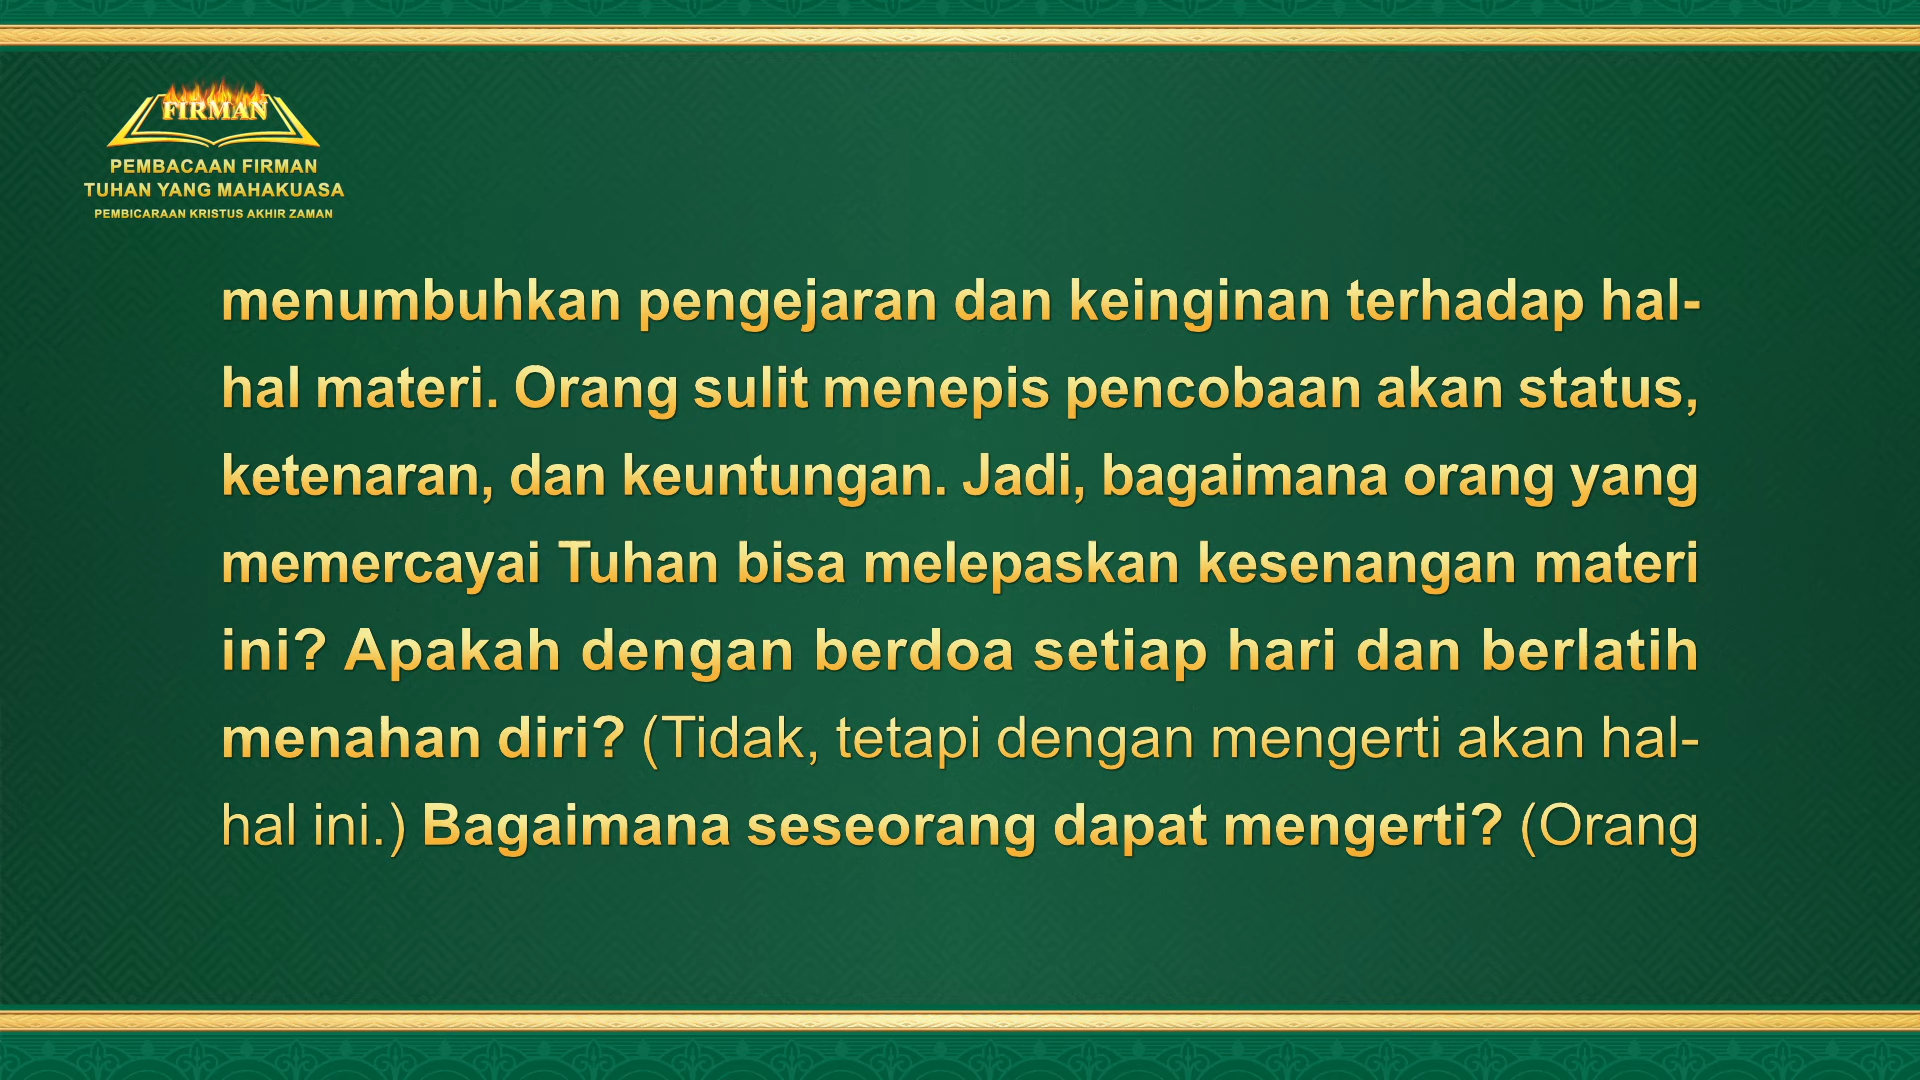 FIRMAN
PEMBACAAN FIRMAN
TUHAN YANG MAHAKUASA
PEMBICARAAN KRISTUS AKHIR ZAMAN
menumbuhkan pengejaran dan keinginan terhadap hal-
hal materi. Orang sulit menepis pencobaan akan status,
ketenaran, dan keuntungan. Jadi, bagaimana orang yang
memercayai Tuhan bisa melepaskan kesenangan materi
ini? Apakah dengan berdoa setiap hari dan berlatih
menahan diri? (Tidak, tetapi dengan mengerti akan hal-
hal ini.) Bagaimana seseorang dapat mengerti? (Orang